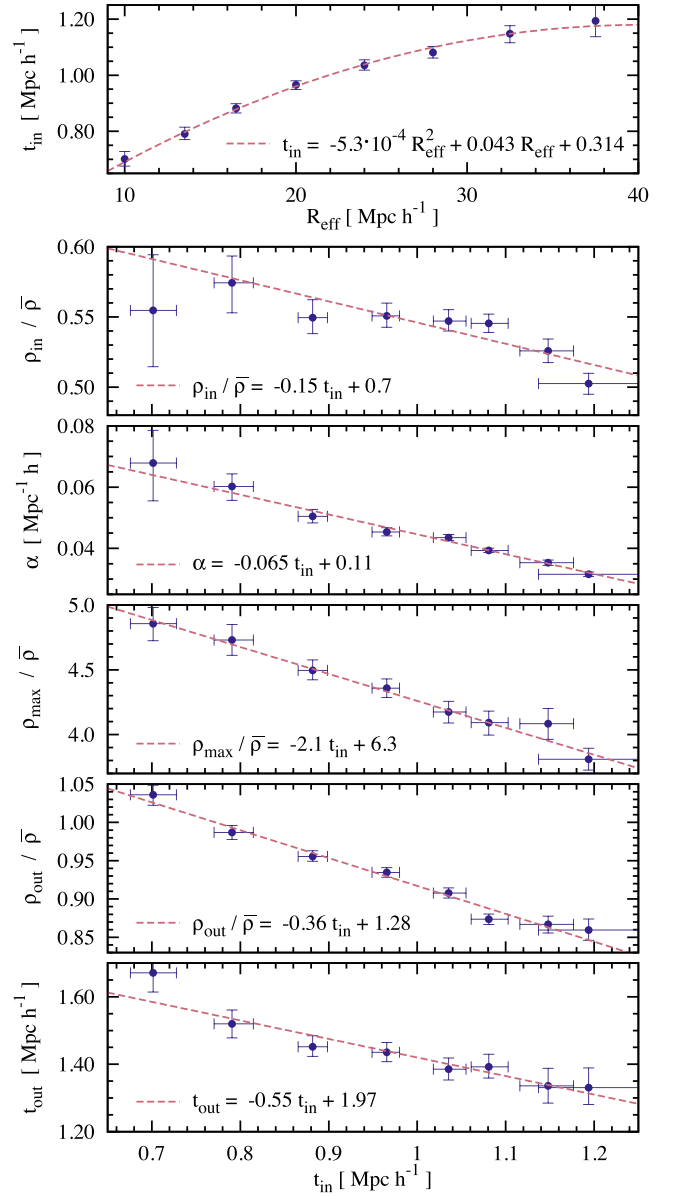 1.20
1.00
0.80
t_in [ Mpc h⁻¹ ]
t_in = -5.3·10⁻⁴ R²_eff + 0.043 R_eff + 0.314
10 20 30 40
R_eff [ Mpc h⁻¹ ]
0.60
0.55
0.50
ρ_in / ρ̅
ρ_in / ρ̅ = -0.15 t_in + 0.7
0.08
0.06
0.04
α [ Mpc⁻¹ h ]
α = -0.065 t_in + 0.11
5.0
4.5
4.0
ρ_max / ρ̅
ρ_max / ρ̅ = -2.1 t_in + 6.3
1.05
1.00
0.95
0.90
0.85
ρ_out / ρ̅
ρ_out / ρ̅ = -0.36 t_in + 1.28
1.60
1.40
1.20
t_out [ Mpc h⁻¹ ]
t_out = -0.55 t_in + 1.97
0.7 0.8 0.9 1 1.1 1.2
t_in [ Mpc h⁻¹ ]